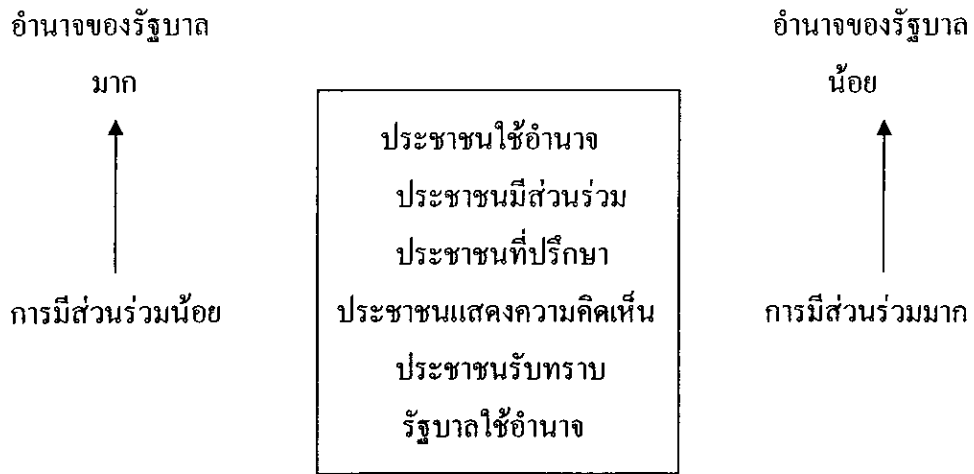 อำนาจของรัฐบาล
มาก
อำนาจของรัฐบาล
น้อย
ประชาชนใช้อำนาจ
ประชาชนมีส่วนร่วม
ประชาชนที่ปรึกษา
การมีส่วนร่วมน้อย
ประชาชนแสดงความคิดเห็น
การมีส่วนร่วมมาก
ประชาชนรับทราบ
รัฐบาลใช้อำนาจ